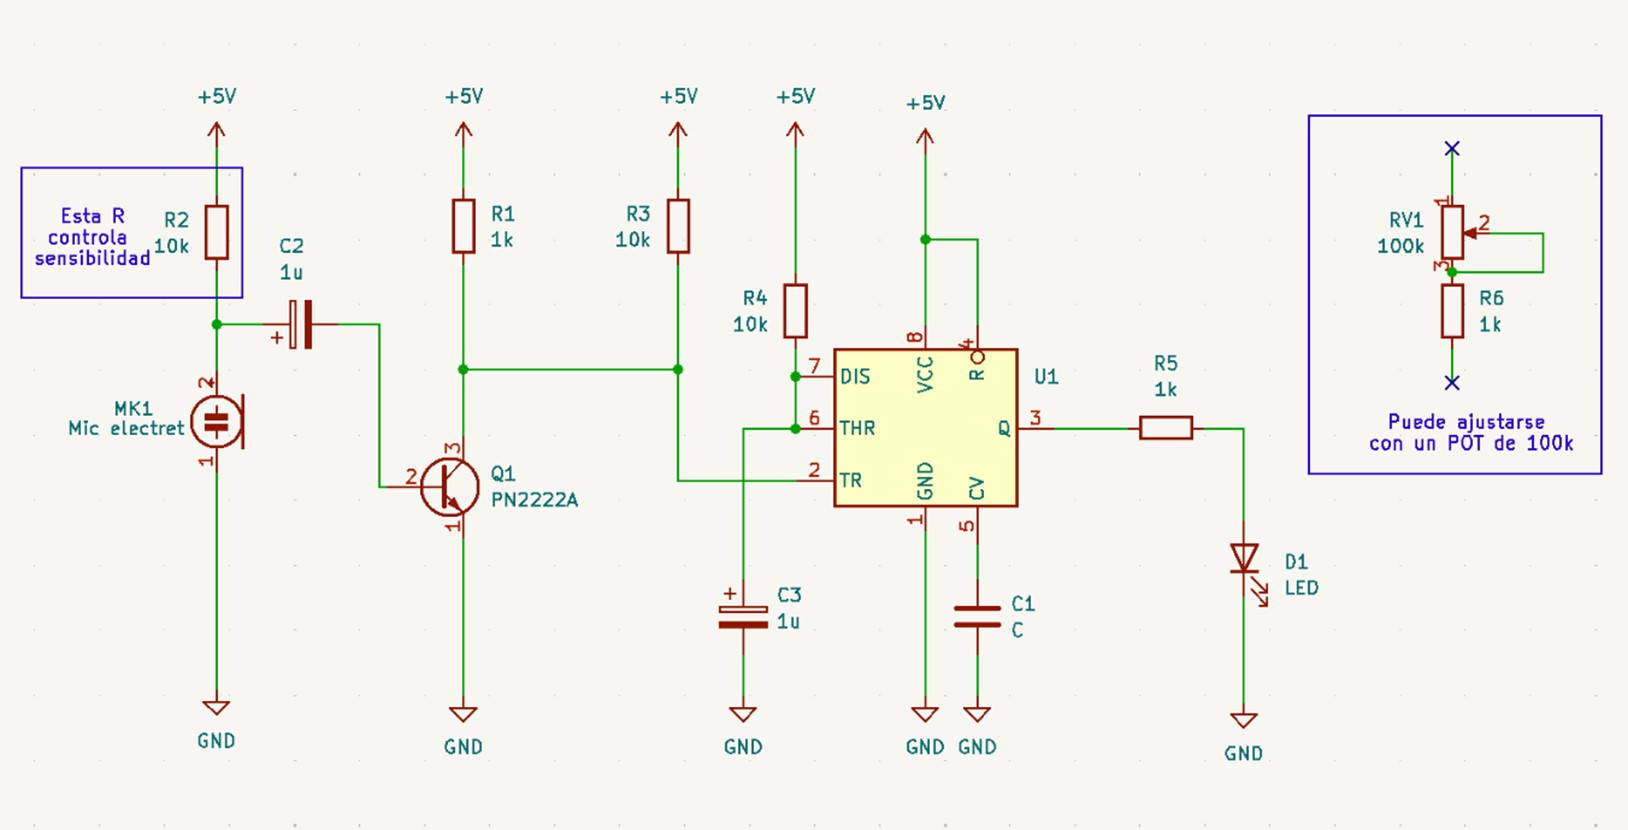 +5V
+5V
+5V
+5V
+5V
Esta R
controla
sensibilidad
R2
10k
C2
1u
+
2
MK1
Mic electret
1
GND
R1
1k
3
2
Q1
PN2222A
1
GND
R3
10k
R4
10k
7
DIS
6
THR
2
TR
8
VCC
4
R
U1
Q
3
GND
1
CV
5
+
C3
1u
GND
GND
C1
C
GND
R5
1k
D1
LED
GND
1
RV1
100k
2
3
R6
1k
Puede ajustarse
con un POT de 100k